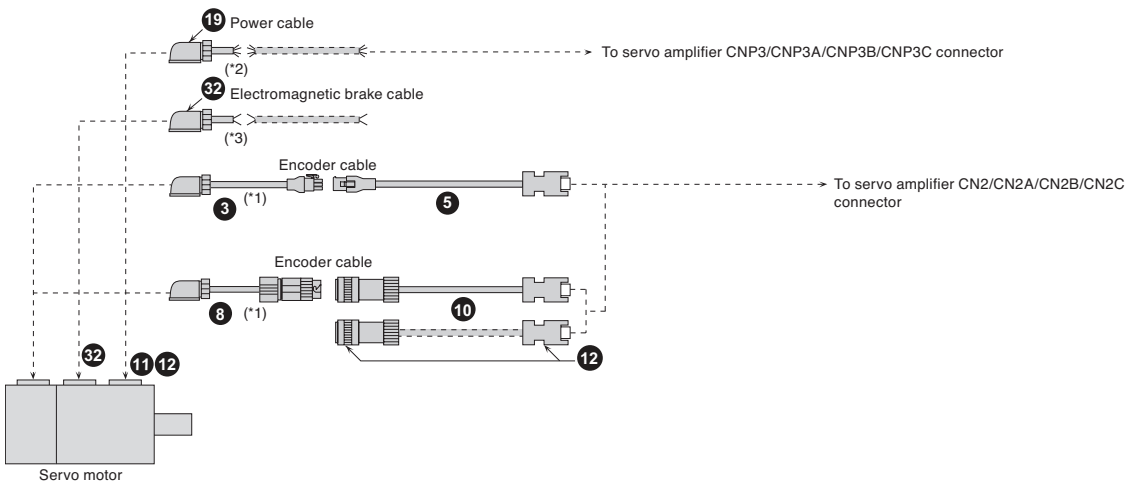 19 Power cable
(*2)
To servo amplifier CNP3/CNP3A/CNP3B/CNP3C connector
32 Electromagnetic brake cable
(*3)
Encoder cable
3 (*1)
5
To servo amplifier CN2/CN2A/CN2B/CN2C
connector
Encoder cable
8 (*1)
10
12
32
11 12
Servo motor